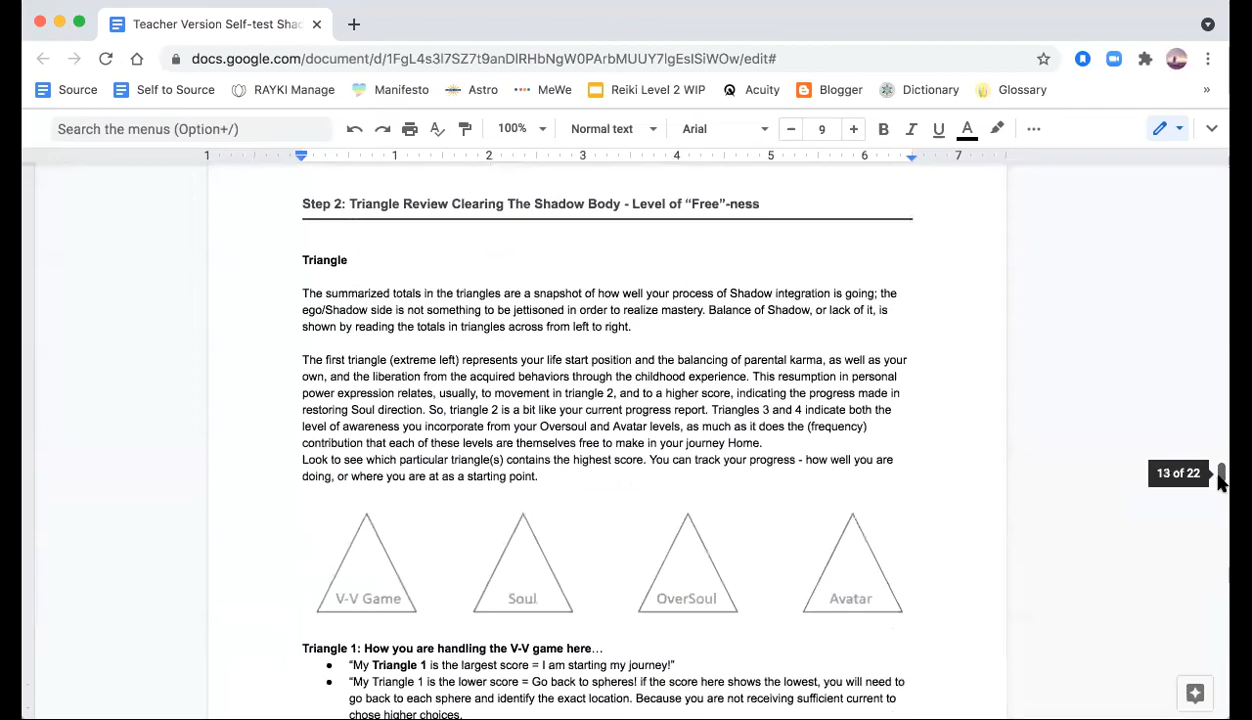 Teacher Version Self-test Shad
docs.google.com/document/d/1FgL4s3l7SZ7t9anDlRHbNgW0PArbMUUY7lgEsISiWOw/edit#
Source Self to Source RAYKI Manage Manifesto Astro MeWe Reiki Level 2 WIP Acuity Blogger Dictionary Glossary »
Search the menus (Option+/) 100% Normal text Arial 9 B I U A
1 1 2 3 4 5 6 7
Step 2: Triangle Review Clearing The Shadow Body - Level of “Free”-ness
Triangle
The summarized totals in the triangles are a snapshot of how well your process of Shadow integration is going; the
ego/Shadow side is not something to be jettisoned in order to realize mastery. Balance of Shadow, or lack of it, is
shown by reading the totals in triangles across from left to right.
The first triangle (extreme left) represents your life start position and the balancing of parental karma, as well as your
own, and the liberation from the acquired behaviors through the childhood experience. This resumption in personal
power expression relates, usually, to movement in triangle 2, and to a higher score, indicating the progress made in
restoring Soul direction. So, triangle 2 is a bit like your current progress report. Triangles 3 and 4 indicate both the
level of awareness you incorporate from your Oversoul and Avatar levels, as much as it does the (frequency)
contribution that each of these levels are themselves free to make in your journey Home.
Look to see which particular triangle(s) contains the highest score. You can track your progress - how well you are
doing, or where you are at as a starting point.
13 of 22
V-V Game Soul OverSoul Avatar
Triangle 1: How you are handling the V-V game here…
● “My Triangle 1 is the largest score = I am starting my journey!”
● “My Triangle 1 is the lower score = Go back to spheres! if the score here shows the lowest, you will need to
go back to each sphere and identify the exact location. Because you are not receiving sufficient current to
chose higher choices.